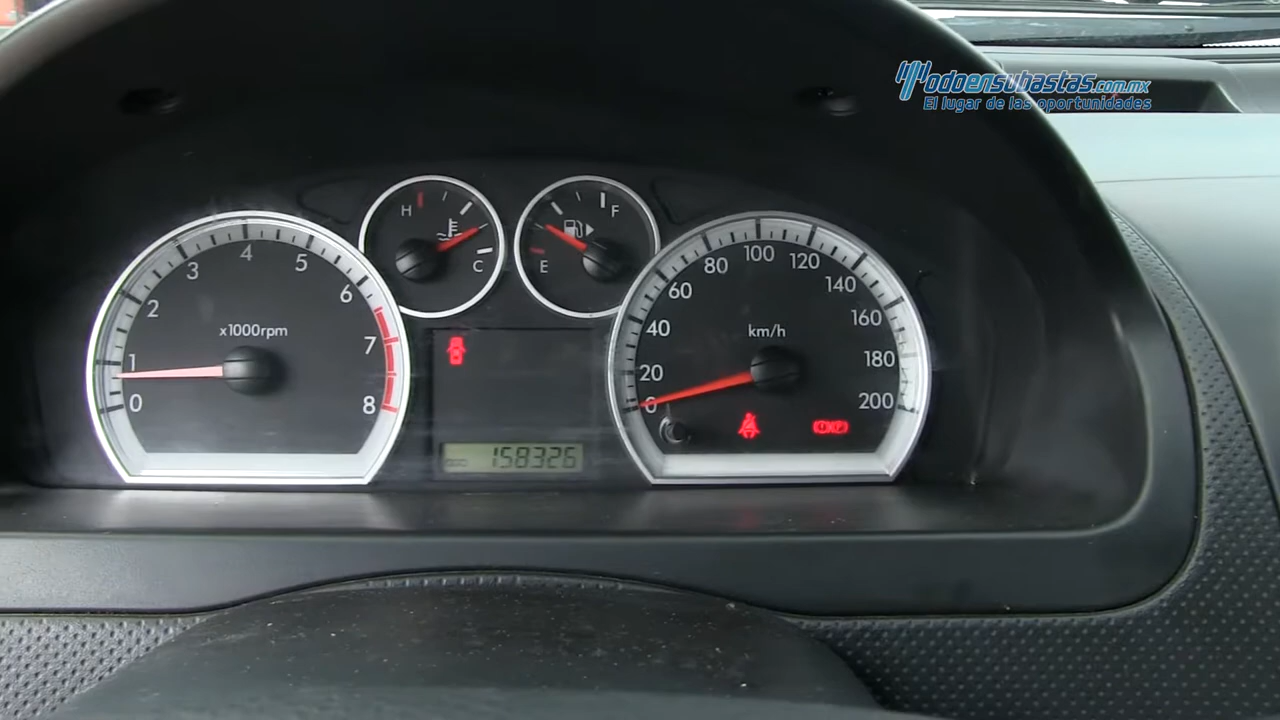 Todoensubastas.com.mx
El lugar de las oportunidades
H
C
F
E
0
1
2
3
4
5
6
7
8
x1000rpm
0
20
40
60
80
100
120
140
160
180
200
km/h
158326